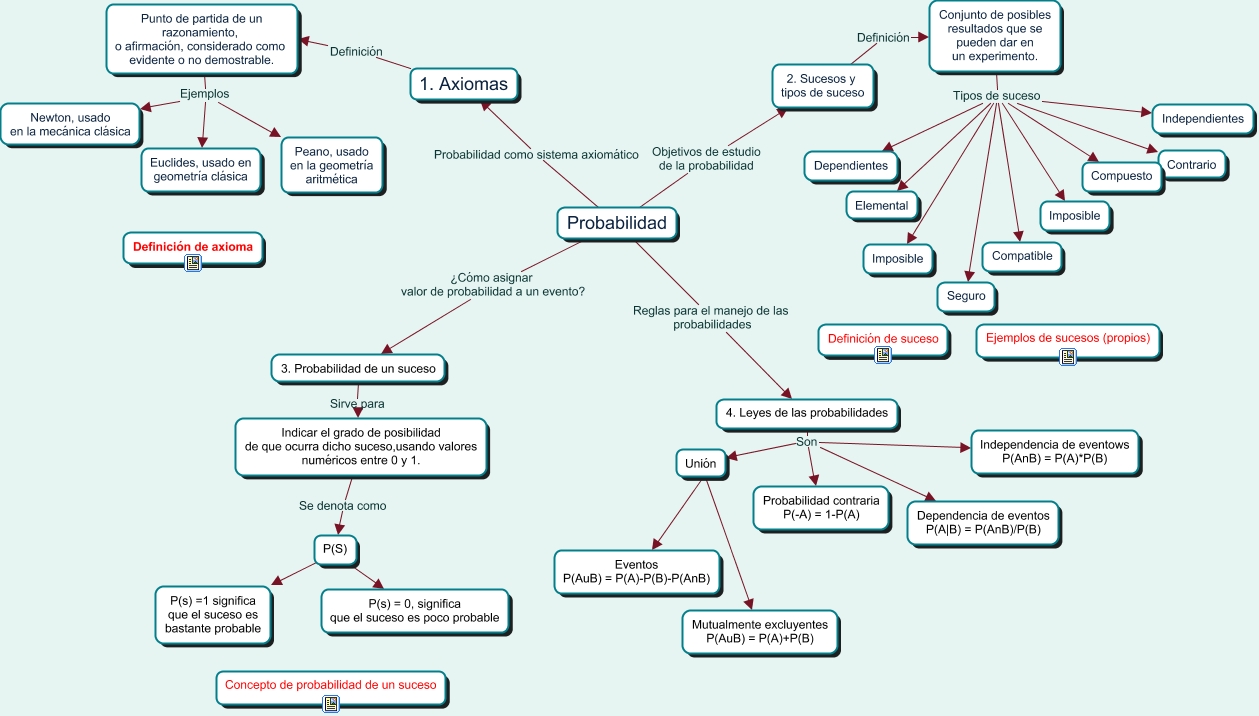 Punto de partida de un
razonamiento,
o afirmación, considerado como
evidente o no demostrable.
Definición
1. Axiomas
Ejemplos
Newton, usado
en la mecánica clásica
Euclides, usado en
geometría clásica
Peano, usado
en la geometría
aritmética
Definición de axioma
Probabilidad como sistema axiomático
Probabilidad
Objetivos de estudio
de la probabilidad
2. Sucesos y
tipos de suceso
Definición
Conjunto de posibles
resultados que se
pueden dar en
un experimento.
Tipos de suceso
Dependientes
Elemental
Imposible
Seguro
Compatible
Imposible
Compuesto
Contrario
Independientes
Definición de suceso
Ejemplos de sucesos (propios)
¿Cómo asignar
valor de probabilidad a un evento?
3. Probabilidad de un suceso
Sirve para
Indicar el grado de posibilidad
de que ocurra dicho suceso,usando valores
numéricos entre 0 y 1.
Se denota como
P(S)
P(s) =1 significa
que el suceso es
bastante probable
P(s) = 0, significa
que el suceso es poco probable
Concepto de probabilidad de un suceso
Reglas para el manejo de las
probabilidades
4. Leyes de las probabilidades
Son
Unión
Eventos
P(AuB) = P(A)-P(B)-P(AnB)
Mutualmente excluyentes
P(AuB) = P(A)+P(B)
Probabilidad contraria
P(-A) = 1-P(A)
Dependencia de eventos
P(A|B) = P(AnB)/P(B)
Independencia de eventows
P(AnB) = P(A)*P(B)